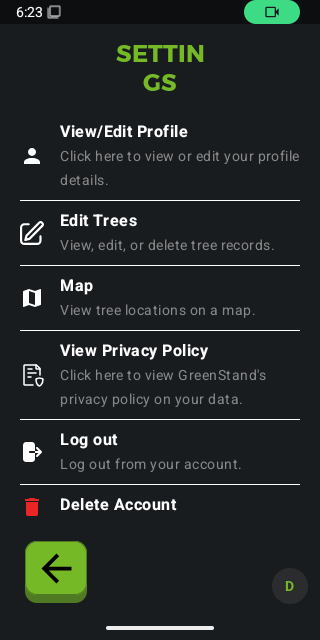 6:23
SETTIN
GS
View/Edit Profile
Click here to view or edit your profile
details.
Edit Trees
View, edit, or delete tree records.
Map
View tree locations on a map.
View Privacy Policy
Click here to view GreenStand's
privacy policy on your data.
Log out
Log out from your account.
Delete Account
D